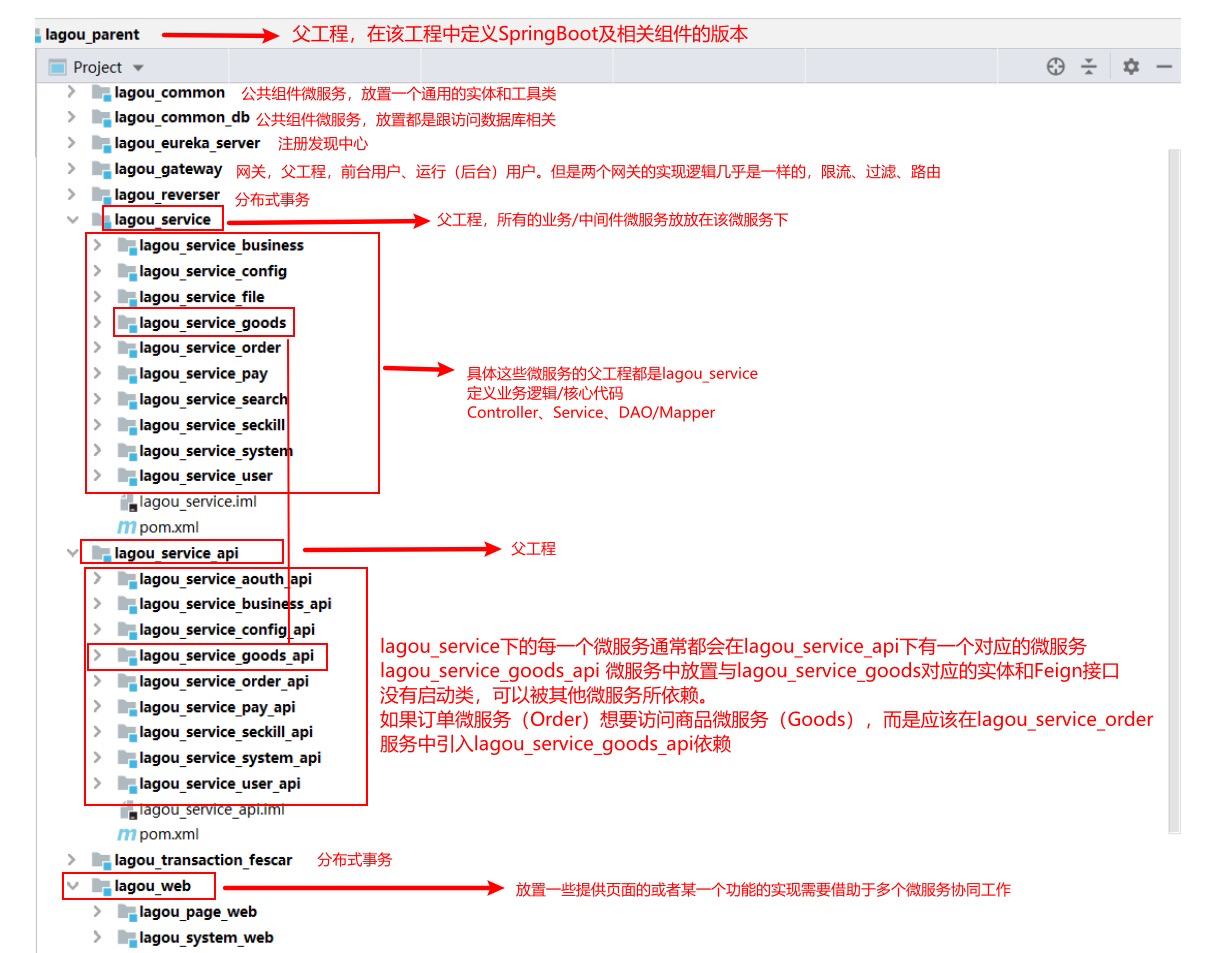 lagou_parent 父工程，在该工程中定义SpringBoot及相关组件的版本
Project
lagou_common 公共组件微服务，放置一个通用的实体和工具类
lagou_common_db 公共组件微服务，放置都是跟访问数据库相关
lagou_eureka_server 注册发现中心
lagou_gateway 网关，父工程，前台用户、运行（后台）用户。但是两个网关的实现逻辑几乎是一样的，限流、过滤、路由
lagou_reverser 分布式事务
lagou_service 父工程，所有的业务/中间件微服务放放在该微服务下
lagou_service_business
lagou_service_config
lagou_service_file
lagou_service_goods
lagou_service_order
lagou_service_pay
lagou_service_search
lagou_service_seckill
lagou_service_system
lagou_service_user
具体这些微服务的父工程都是lagou_service
定义业务逻辑/核心代码
Controller、Service、DAO/Mapper
lagou_service.iml
pom.xml
lagou_service_api 父工程
lagou_service_aouth_api
lagou_service_business_api
lagou_service_config_api
lagou_service_goods_api
lagou_service_order_api
lagou_service_pay_api
lagou_service_seckill_api
lagou_service_system_api
lagou_service_user_api
lagou_service下的每一个微服务通常都会在lagou_service_api下有一个对应的微服务
lagou_service_goods_api 微服务中放置与lagou_service_goods对应的实体和Feign接口
没有启动类，可以被其他微服务所依赖。
如果订单微服务（Order）想要访问商品微服务（Goods），而是应该在lagou_service_order
服务中引入lagou_service_goods_api依赖
lagou_service_api.iml
pom.xml
lagou_transaction_fescar 分布式事务
lagou_web 放置一些提供页面的或者某一个功能的实现需要借助于多个微服务协同工作
lagou_page_web
lagou_system_web